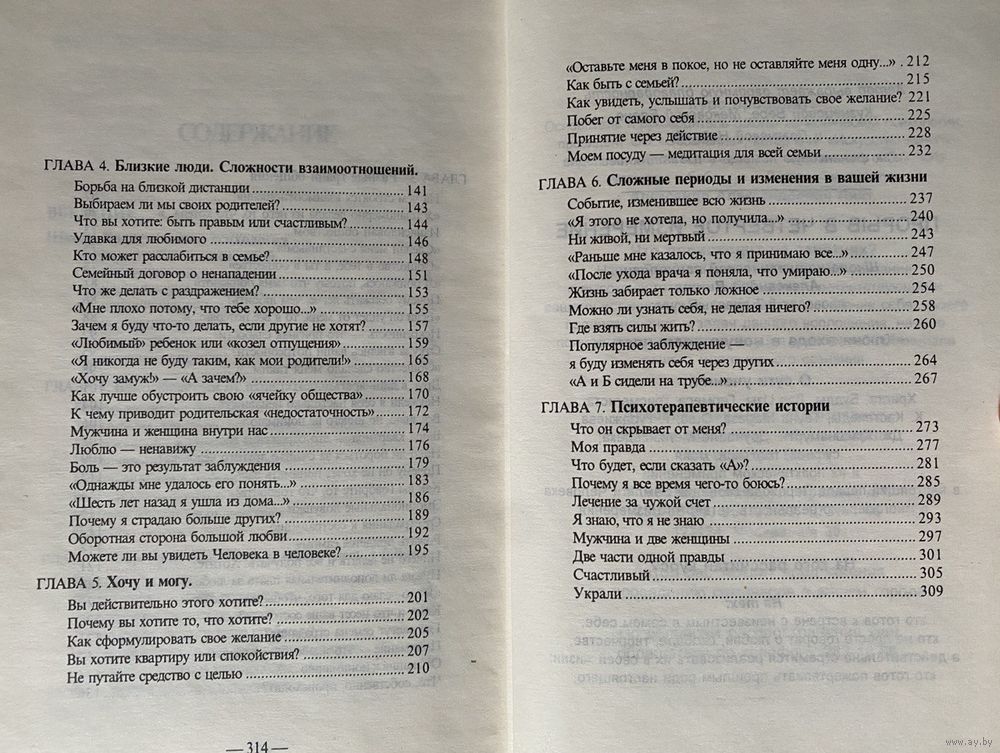 СОДЕРЖАНИЕ
ГЛАВА 4. Близкие люди. Сложности взаимоотношений.
Борьба на близкой дистанции ..... 141
Выбираем ли мы своих родителей? ..... 143
Что вы хотите: быть правым или счастливым? ..... 144
Удавка для любимого ..... 146
Кто может расслабиться в семье? ..... 148
Семейный договор о ненападении ..... 151
Что же делать с раздражением? ..... 153
«Мне плохо потому, что тебе хорошо...» ..... 155
Зачем я буду что-то делать, если другие не хотят? ..... 157
«Любимый» ребенок или «козел отпущения» ..... 159
«Я никогда не буду таким, как мои родители!» ..... 165
«Хочу замуж!» — «А зачем?» ..... 168
Как лучше обустроить свою «ячейку общества» ..... 170
К чему приводит родительская «недостаточность» ..... 172
Мужчина и женщина внутри нас ..... 174
Люблю — ненавижу ..... 176
Боль — это результат заблуждения ..... 179
«Однажды мне удалось его понять...» ..... 183
«Шесть лет назад я ушла из дома...» ..... 186
Почему я страдаю больше других? ..... 189
Оборотная сторона большой любви ..... 192
Можете ли вы увидеть Человека в человеке? ..... 195
ГЛАВА 5. Хочу и могу.
Вы действительно этого хотите? ..... 201
Почему вы хотите то, что хотите? ..... 202
Как сформулировать свое желание ..... 205
Вы хотите квартиру или спокойствия? ..... 207
Не путайте средство с целью ..... 210
— 314 —
«Оставьте меня в покое, но не оставляйте меня одну...» . 212
Как быть с семьей? ..... 215
Как увидеть, услышать и почувствовать свое желание? 221
Побег от самого себя ..... 225
Принятие через действие ..... 228
Моем посуду — медитация для всей семьи ..... 232
ГЛАВА 6. Сложные периоды и изменения в вашей жизни
Событие, изменившее всю жизнь ..... 237
«Я этого не хотела, но получила...» ..... 240
Ни живой, ни мертвый ..... 243
«Раньше мне казалось, что я принимаю все...» ..... 247
«После ухода врача я поняла, что умираю...» ..... 250
Жизнь забирает только ложное ..... 254
Можно ли узнать себя, не делая ничего? ..... 258
Где взять силы жить? ..... 260
Популярное заблуждение —
я буду изменять себя через других ..... 264
«А и Б сидели на трубе...» ..... 267
ГЛАВА 7. Психотерапевтические истории
Что он скрывает от меня? ..... 273
Моя правда ..... 277
Что будет, если сказать «А»? ..... 281
Почему я все время чего-то боюсь? ..... 285
Лечение за чужой счет ..... 289
Я знаю, что я не знаю ..... 293
Мужчина и две женщины ..... 297
Две части одной правды ..... 301
Счастливый ..... 305
Украли ..... 309
www.ay.by